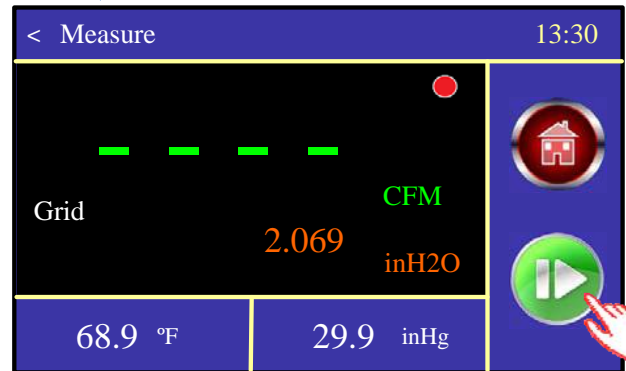 < Measure 13:30
– – – –
Grid
CFM
2.069
inH2O
68.9 ºF 29.9 inHg